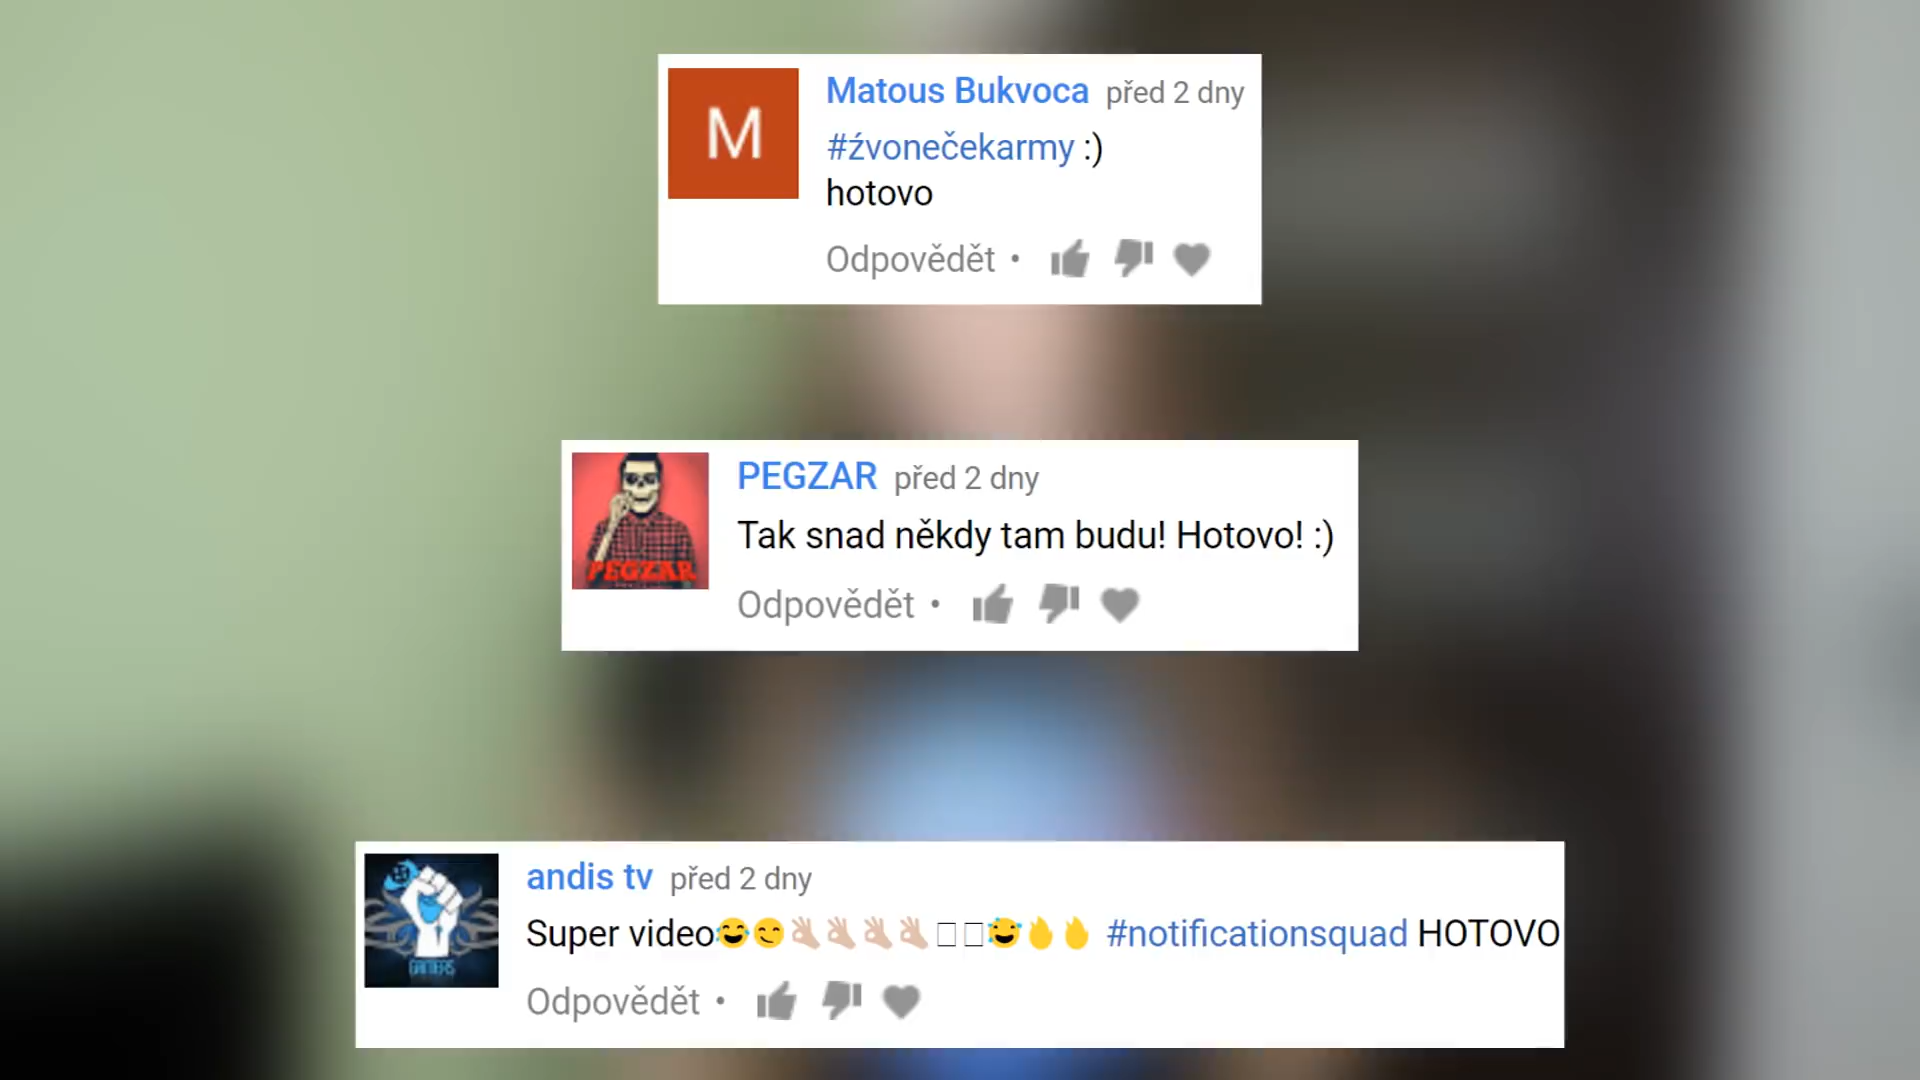 M
Matous Bukvoca před 2 dny
#źvonečekarmy :)
hotovo
Odpovědět •
PEGZAR
PEGZAR před 2 dny
Tak snad někdy tam budu! Hotovo! :)
Odpovědět •
GAMERS
andis tv před 2 dny
Super video😂😉👌🏻👌🏻👌🏻👌🏻□□😂🔥🔥 #notificationsquad HOTOVO
Odpovědět •